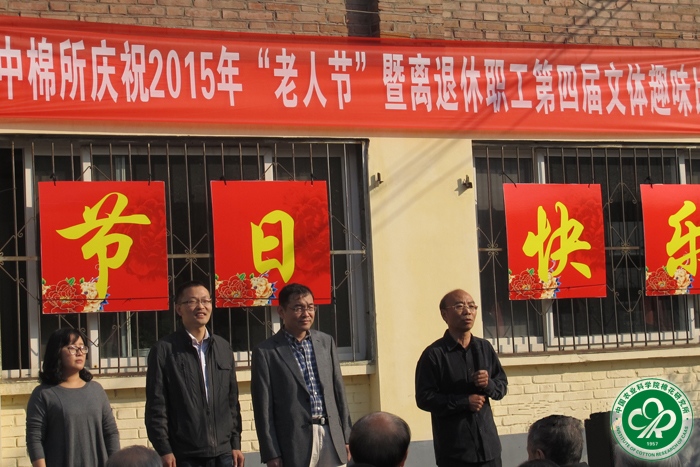 中棉所庆祝2015年“老人节”暨离退休职工第四届文体趣味
节日快乐
中国农业科学院棉花研究所
INSTITUTE OF COTTON RESEARCH OF CAAS
1957